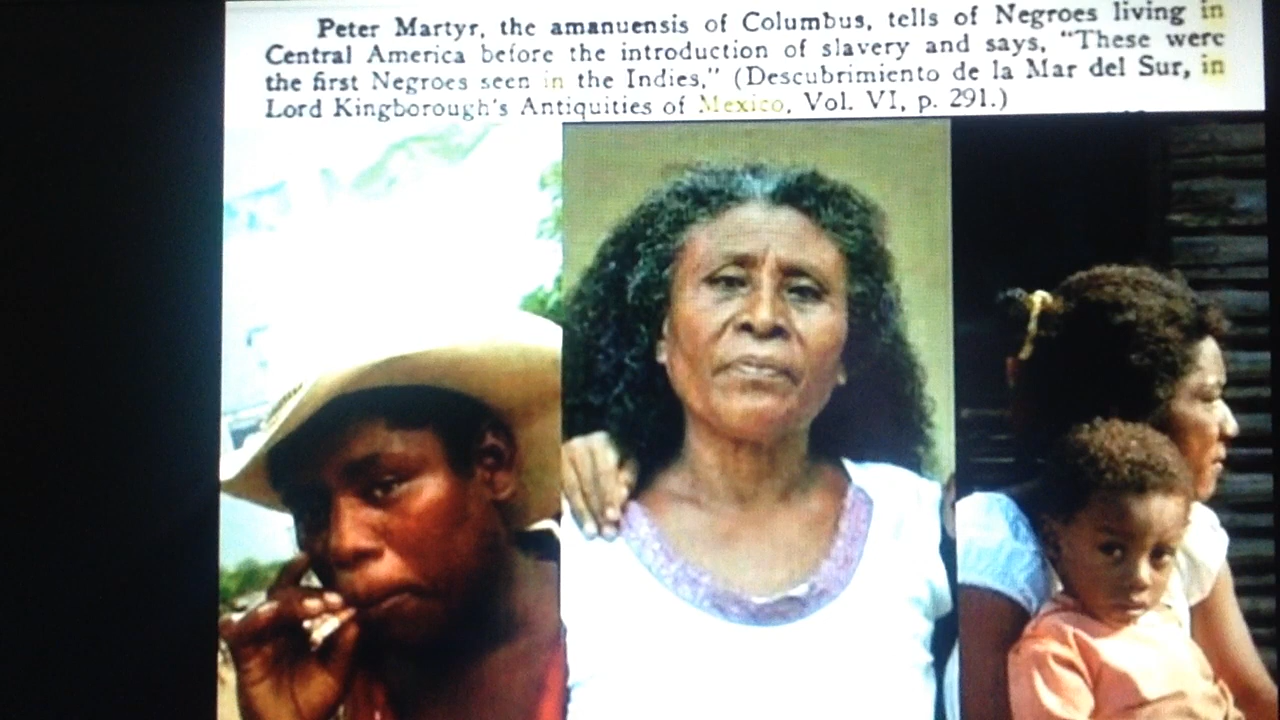 Peter Martyr, the amanuensis of Columbus, tells of Negroes living in
Central America before the introduction of slavery and says, "These were
the first Negroes seen in the Indies," (Descubrimiento de la Mar del Sur, in
Lord Kingborough's Antiquities of Mexico, Vol. VI, p. 291.)